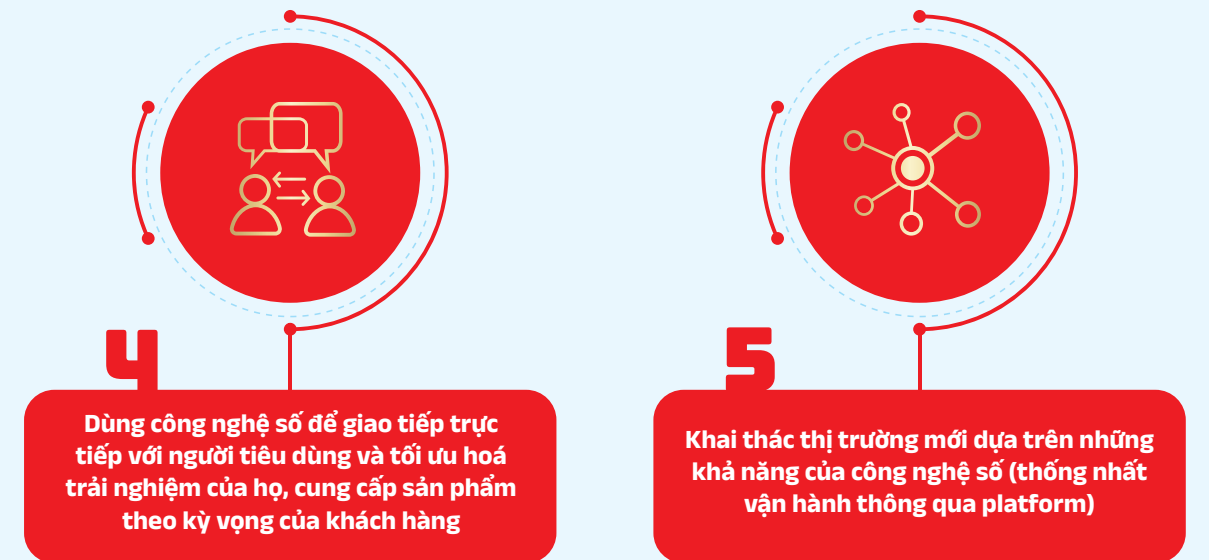 4
Dùng công nghệ số để giao tiếp trực
tiếp với người tiêu dùng và tối ưu hoá
trải nghiệm của họ, cung cấp sản phẩm
theo kỳ vọng của khách hàng
5
Khai thác thị trường mới dựa trên những
khả năng của công nghệ số (thống nhất
vận hành thông qua platform)